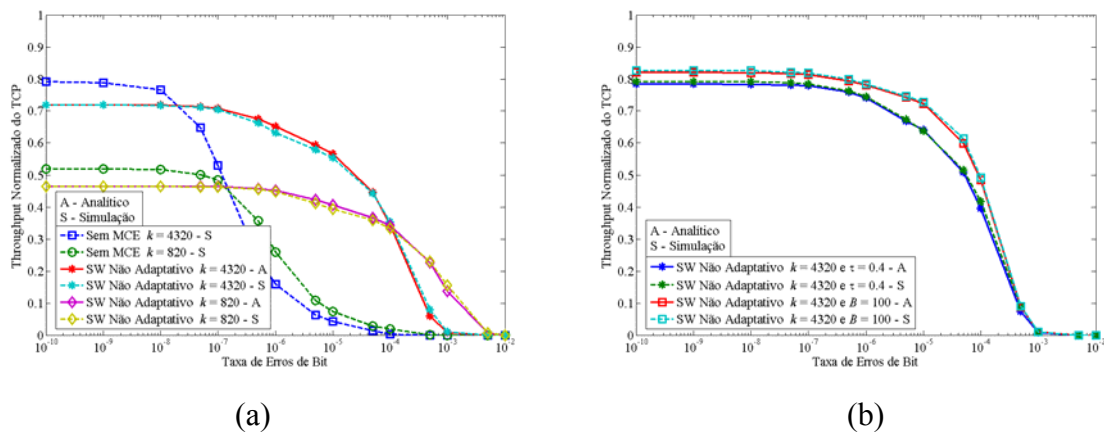 1
0.9
0.8
0.7
0.6
0.5
0.4
0.3
0.2
0.1
0
Throughput Normalizado do TCP
A - Analítico
S - Simulação
Sem MCE k = 4320 - S
Sem MCE k = 820 - S
SW Não Adaptativo k = 4320 - A
SW Não Adaptativo k = 4320 - S
SW Não Adaptativo k = 820 - A
SW Não Adaptativo k = 820 - S
10^-10 10^-9 10^-8 10^-7 10^-6 10^-5 10^-4 10^-3 10^-2
Taxa de Erros de Bit
(a)
1
0.9
0.8
0.7
0.6
0.5
0.4
0.3
0.2
0.1
0
Throughput Normalizado do TCP
A - Analítico
S - Simulação
SW Não Adaptativo k = 4320 e τ = 0.4 - A
SW Não Adaptativo k = 4320 e τ = 0.4 - S
SW Não Adaptativo k = 4320 e B = 100 - A
SW Não Adaptativo k = 4320 e B = 100 - S
10^-10 10^-9 10^-8 10^-7 10^-6 10^-5 10^-4 10^-3 10^-2
Taxa de Erros de Bit
(b)